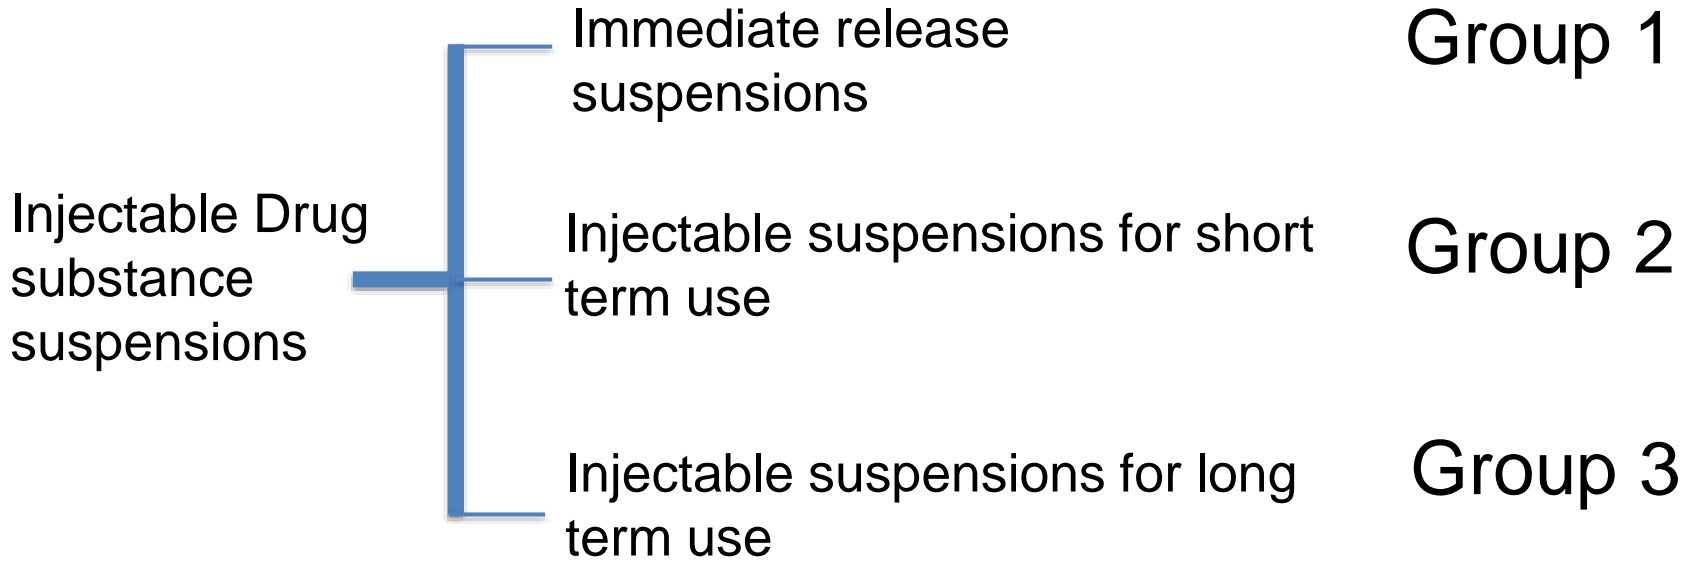 Injectable Drug
substance
suspensions
Immediate release
suspensions
Group 1
Injectable suspensions for short
term use
Group 2
Injectable suspensions for long
term use
Group 3